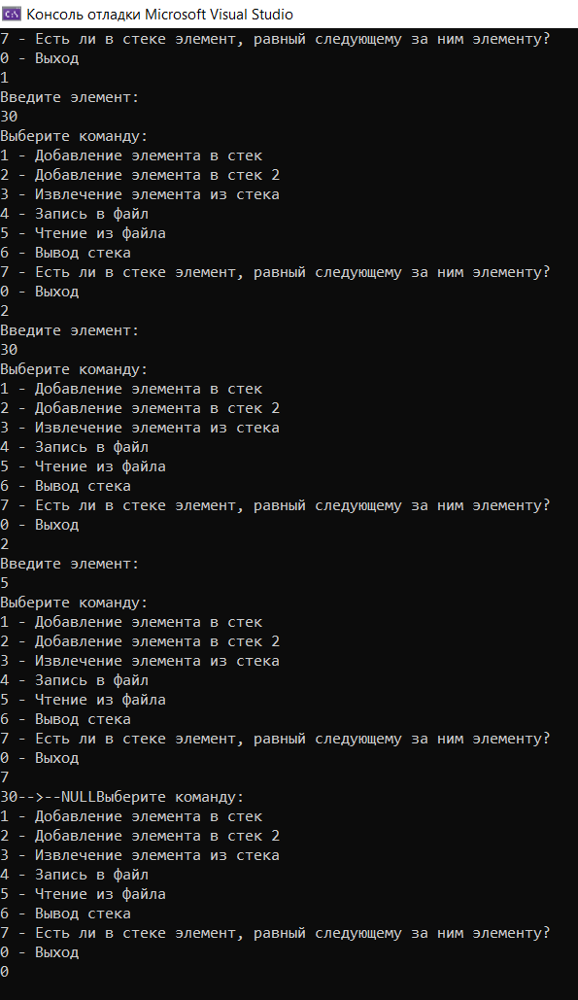 Консоль отладки Microsoft Visual Studio
7 - Есть ли в стеке элемент, равный следующему за ним элементу?
0 - Выход
1
Введите элемент:
30
Выберите команду:
1 - Добавление элемента в стек
2 - Добавление элемента в стек 2
3 - Извлечение элемента из стека
4 - Запись в файл
5 - Чтение из файла
6 - Вывод стека
7 - Есть ли в стеке элемент, равный следующему за ним элементу?
0 - Выход
2
Введите элемент:
30
Выберите команду:
1 - Добавление элемента в стек
2 - Добавление элемента в стек 2
3 - Извлечение элемента из стека
4 - Запись в файл
5 - Чтение из файла
6 - Вывод стека
7 - Есть ли в стеке элемент, равный следующему за ним элементу?
0 - Выход
2
Введите элемент:
5
Выберите команду:
1 - Добавление элемента в стек
2 - Добавление элемента в стек 2
3 - Извлечение элемента из стека
4 - Запись в файл
5 - Чтение из файла
6 - Вывод стека
7 - Есть ли в стеке элемент, равный следующему за ним элементу?
0 - Выход
7
30-->--NULLВыберите команду:
1 - Добавление элемента в стек
2 - Добавление элемента в стек 2
3 - Извлечение элемента из стека
4 - Запись в файл
5 - Чтение из файла
6 - Вывод стека
7 - Есть ли в стеке элемент, равный следующему за ним элементу?
0 - Выход
0